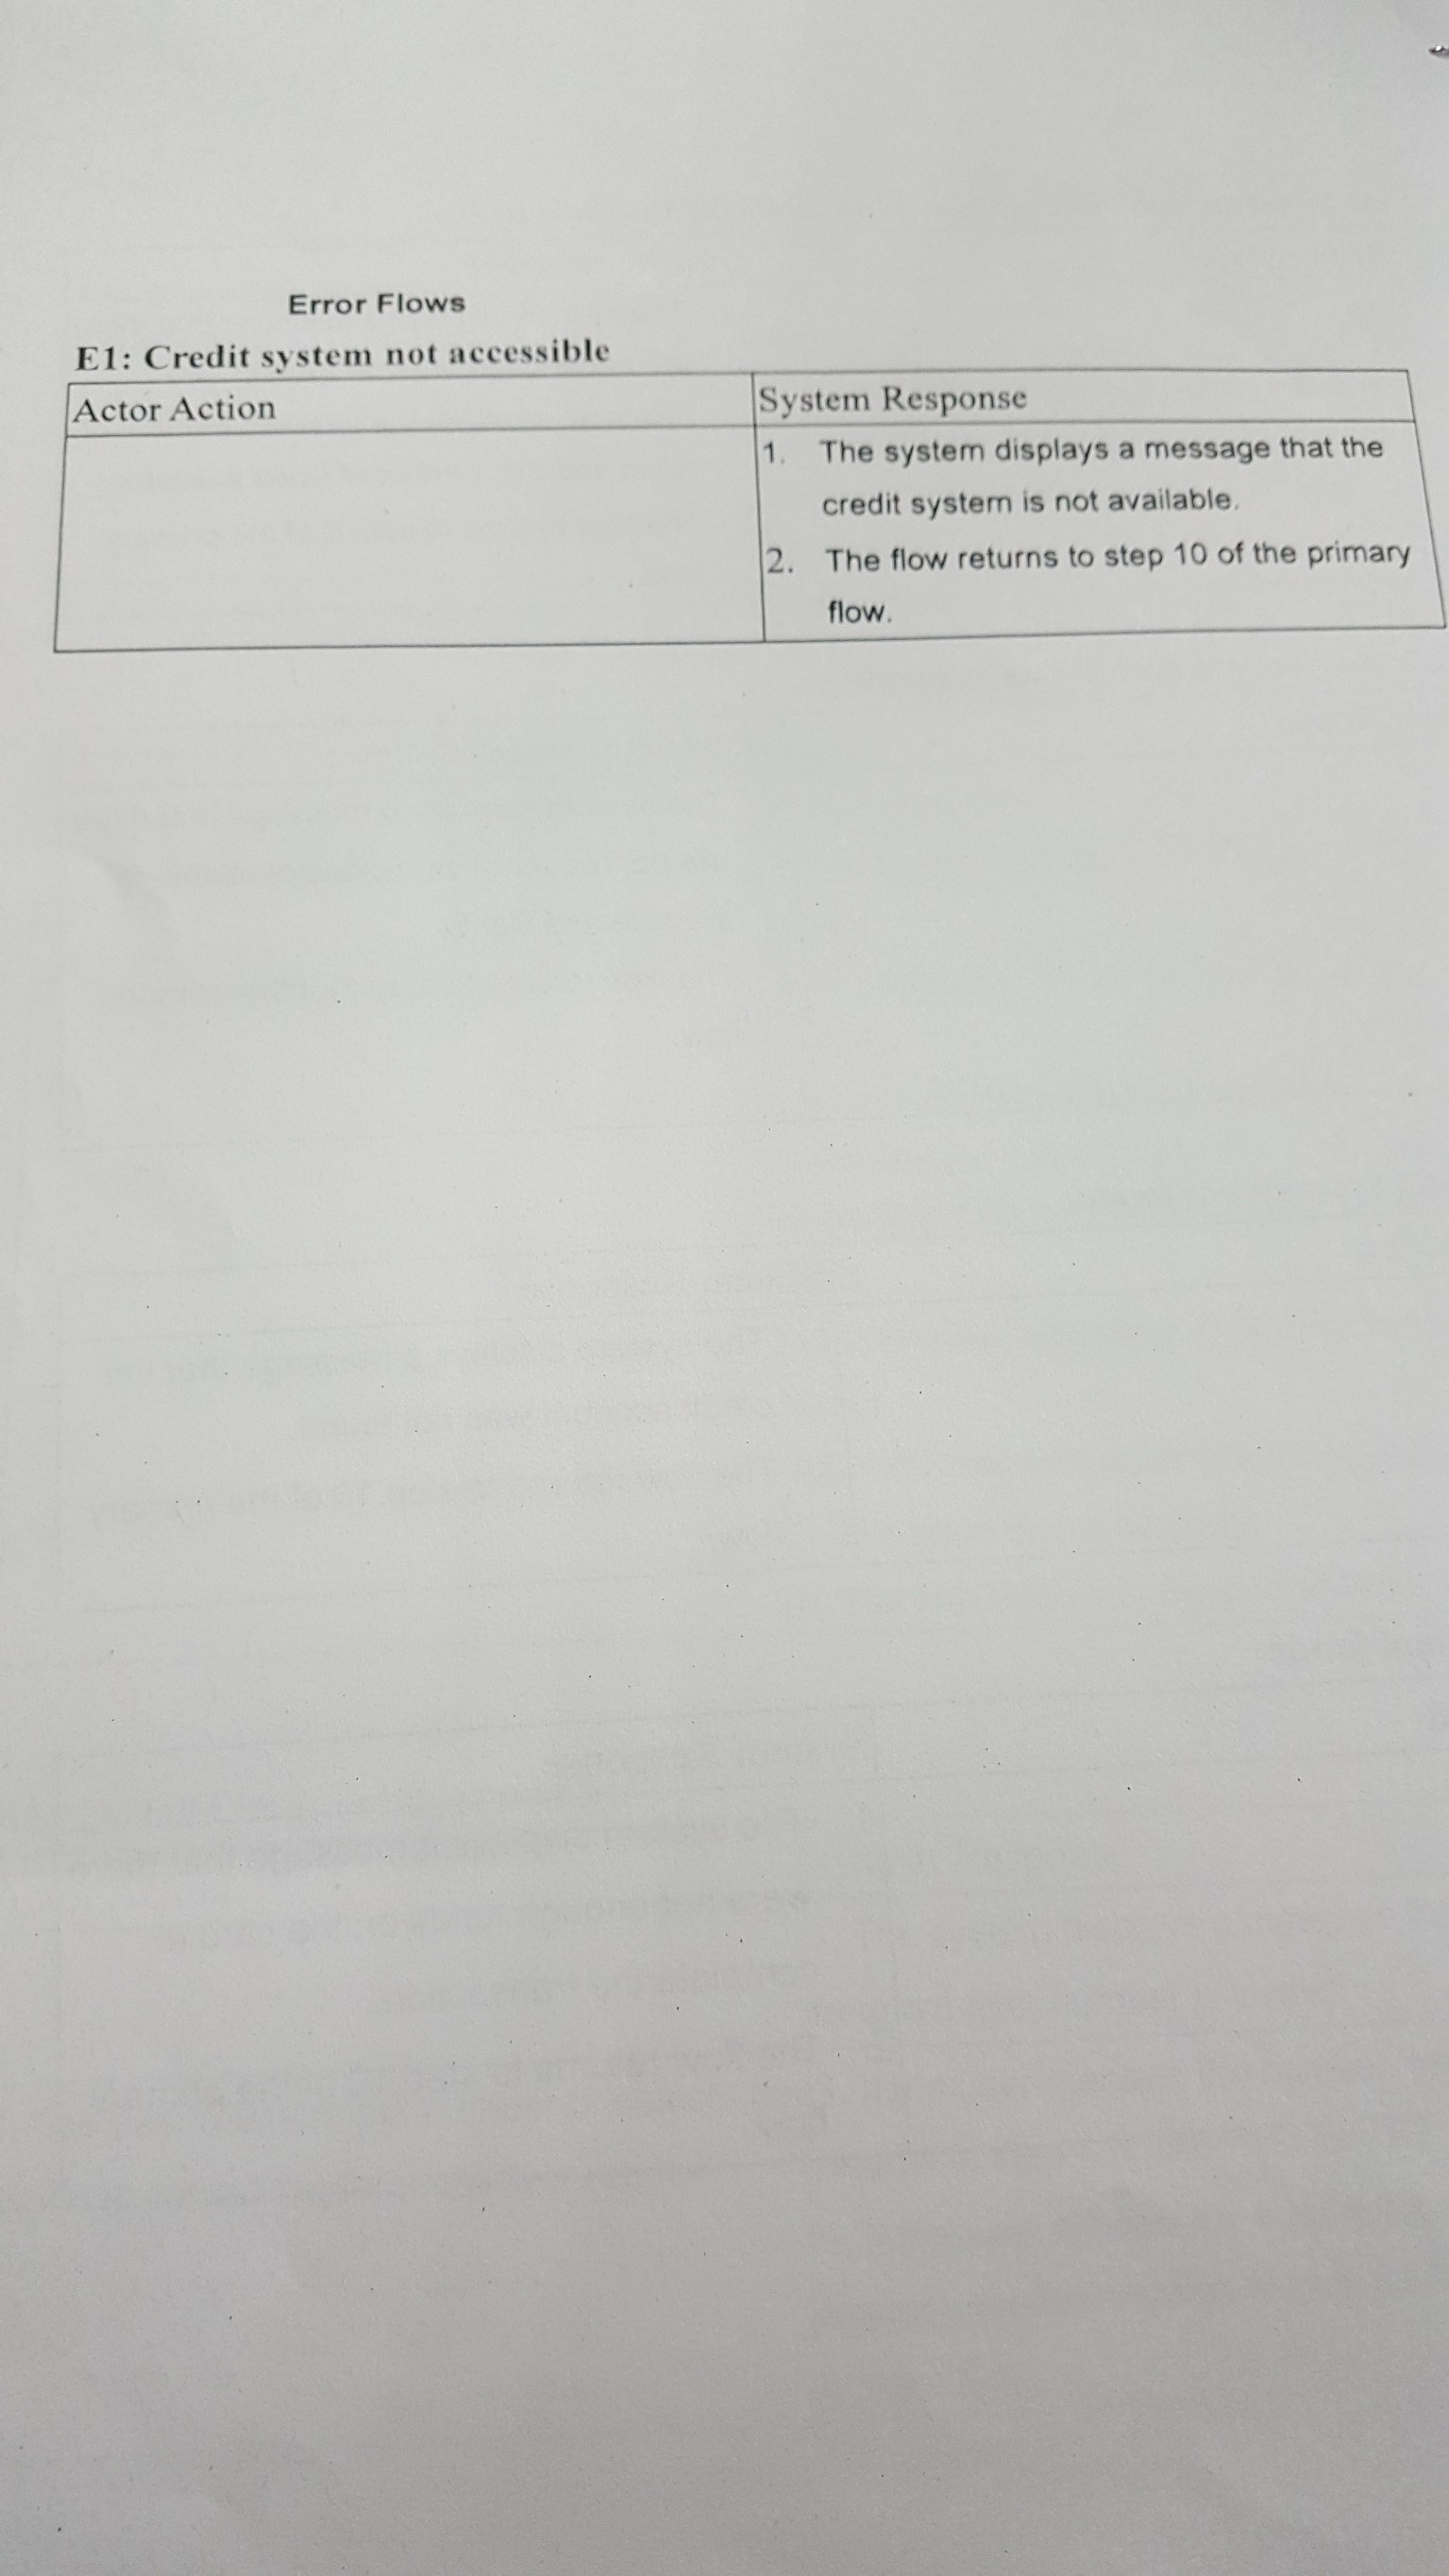 Error Flows
E1: Credit system not accessible
Actor Action
System Response
1. The system displays a message that the
credit system is not available.
2. The flow returns to step 10 of the primary
flow.